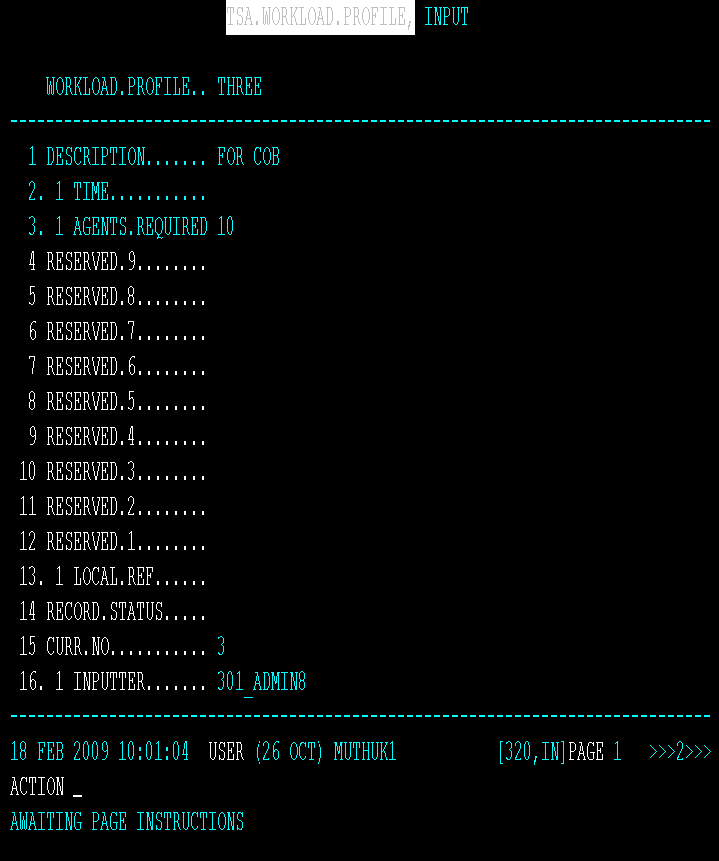 TSA.WORKLOAD.PROFILE, INPUT
WORKLOAD.PROFILE.. THREE
--------------------------------------------------------------------------------
1 DESCRIPTION....... FOR COB
2. 1 TIME...........
3. 1 AGENTS.REQUIRED 10
4 RESERVED.9........
5 RESERVED.8........
6 RESERVED.7........
7 RESERVED.6........
8 RESERVED.5........
9 RESERVED.4........
10 RESERVED.3........
11 RESERVED.2........
12 RESERVED.1........
13. 1 LOCAL.REF......
14 RECORD.STATUS.....
15 CURR.NO........... 3
16. 1 INPUTTER....... 301_ADMIN8
--------------------------------------------------------------------------------
18 FEB 2009 10:01:04 USER (26 OCT) MUTHUK1 [320,IN]PAGE 1 >>>2>>>
ACTION _
AWAITING PAGE INSTRUCTIONS